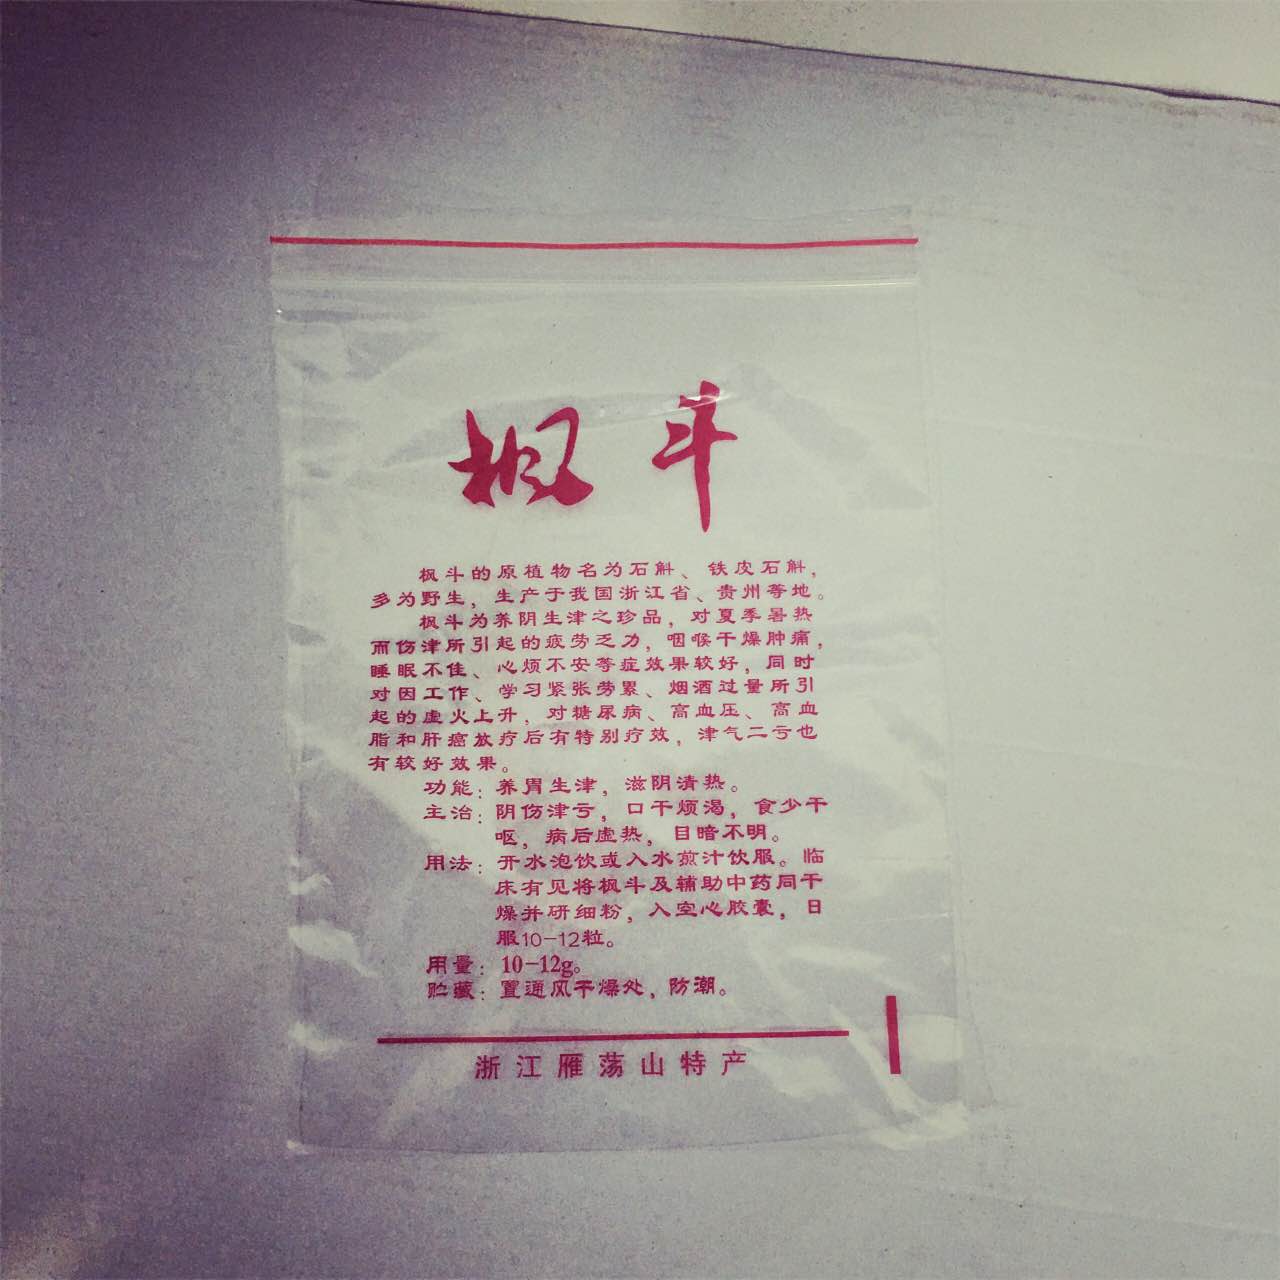 枫斗
枫斗的原植物名为石斛、铁皮石斛，
多为野生，生产于我国浙江省、贵州等地。
枫斗为养阴生津之珍品，对夏季暑热
而伤津所引起的疲劳乏力，咽喉干燥肿痛，
睡眠不佳、心烦不安等症效果较好，同时
对因工作、学习紧张劳累、烟酒过量所引
起的虚火上升，对糖尿病、高血压、高血
脂和肝癌放疗后有特别疗效，津气二亏也
有较好效果。
功能：养胃生津，滋阴清热。
主治：阴伤津亏，口干烦渴，食少干
呕，病后虚热，目暗不明。
用法：开水泡饮或入水煎汁饮服。临
床有见将枫斗及辅助中药同干
燥并研细粉，入空心胶囊，日
服10-12粒。
用量：10-12g。
贮藏：置通风干燥处，防潮。
浙江雁荡山特产